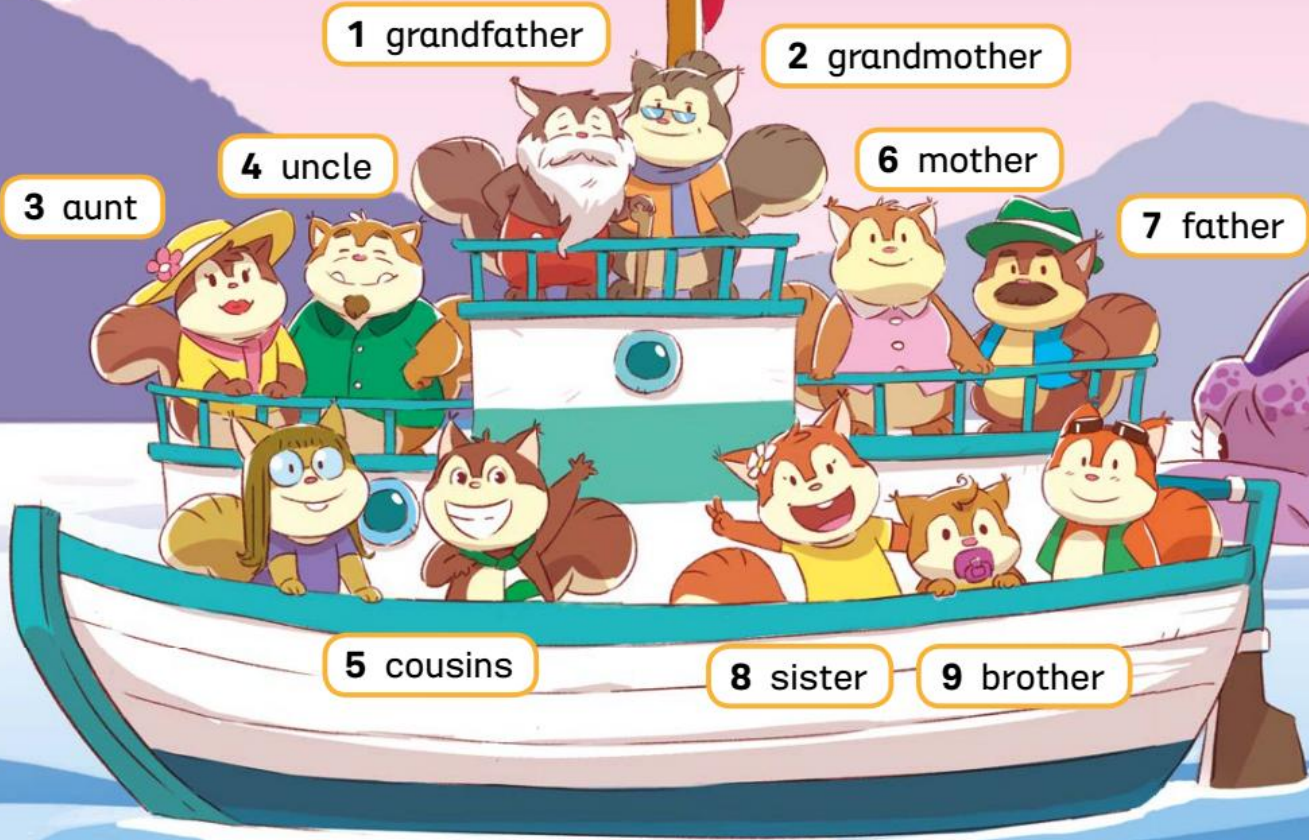 1 grandfather
2 grandmother
3 aunt
4 uncle
5 cousins
6 mother
7 father
8 sister
9 brother